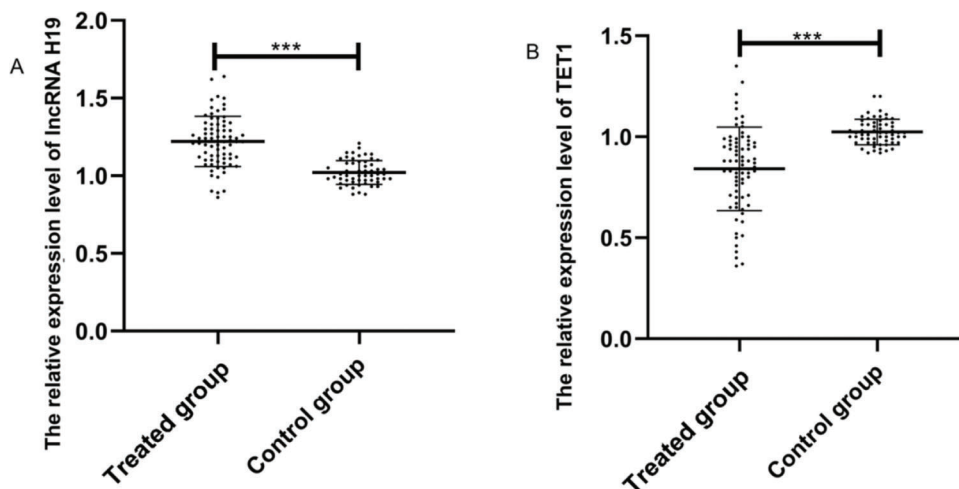 A
The relative expression level of lncRNA H19
2.0
1.5
1.0
0.5
0.0
***
Treated group
Control group
B
The relative expression level of TET1
1.5
1.0
0.5
0.0
***
Treated group
Control group